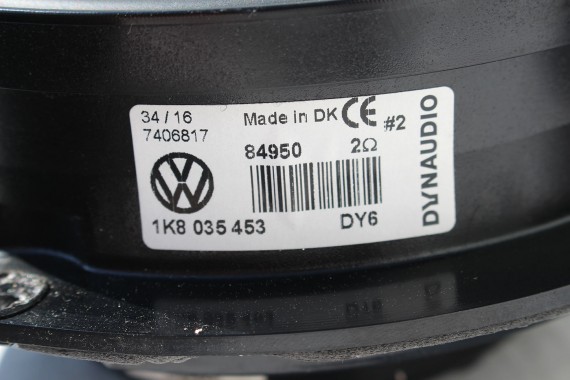 34 / 16
7406817
Made in DK CE #2
84950 2Ω
1K8 035 453
DY6
DYNAUDIO